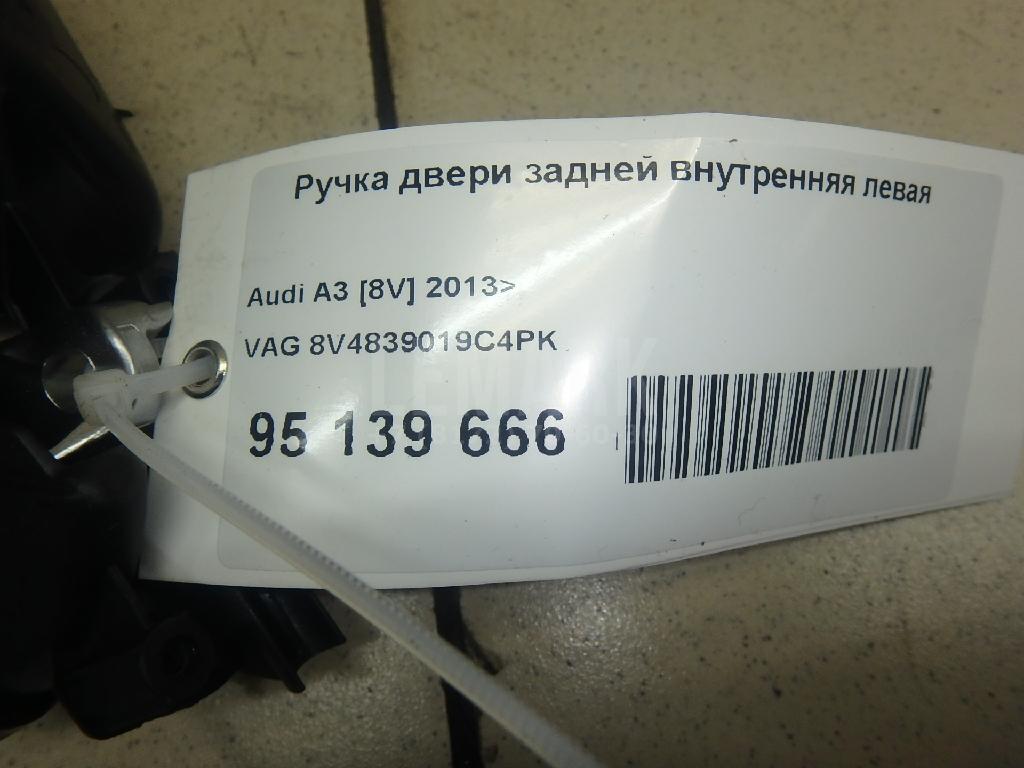 Ручка двери задней внутренняя левая
Audi A3 [8V] 2013>
VAG 8V4839019C4PK
95 139 666